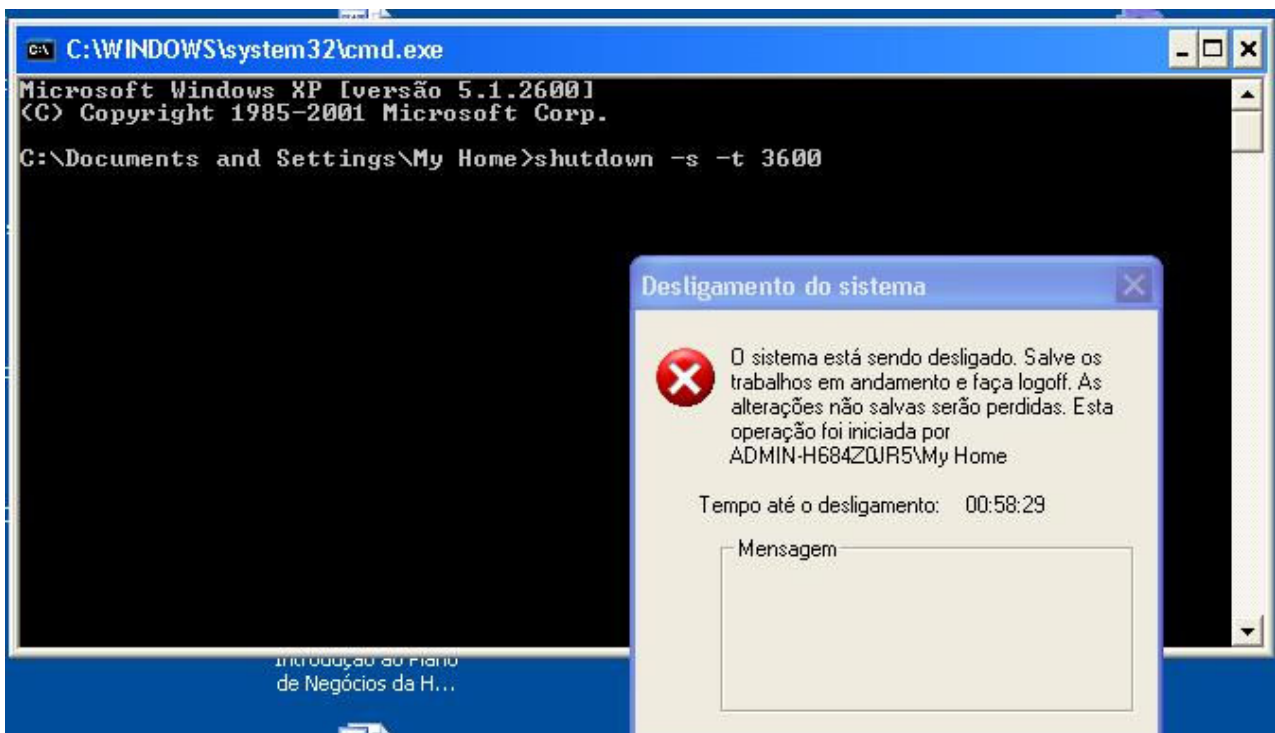 C:\WINDOWS\system32\cmd.exe
Microsoft Windows XP [versão 5.1.2600]
(C) Copyright 1985-2001 Microsoft Corp.
C:\Documents and Settings\My Home>shutdown -s -t 3600
Desligamento do sistema
O sistema está sendo desligado. Salve os
trabalhos em andamento e faça logoff. As
alterações não salvas serão perdidas. Esta
operação foi iniciada por
ADMIN-H684Z0JR5\My Home
Tempo até o desligamento: 00:58:29
Mensagem
Introdução ao Plano
de Negócios da H...